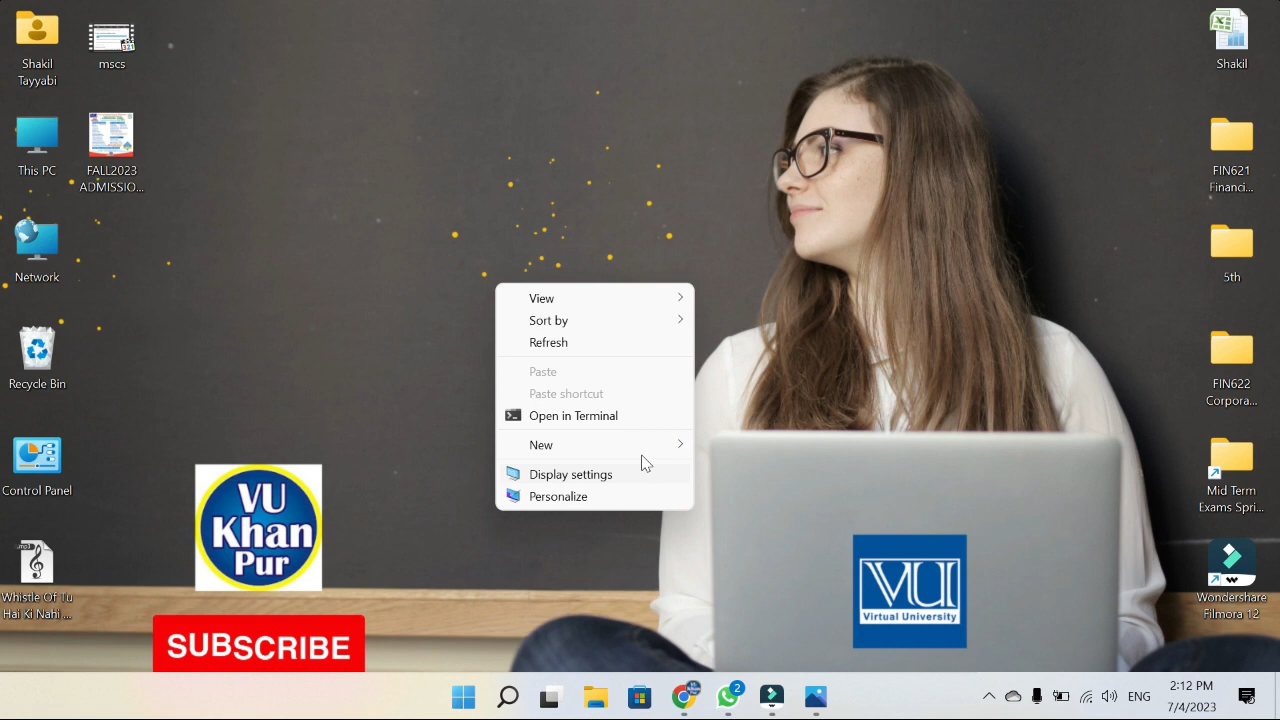 Shakil
Tayyabi
mscs
This PC
FALL2023
ADMISSIO...
Network
Recycle Bin
Control Panel
.mp3
Whistle Of Tu
Hai Ki Nahi ...
VU
Khan
Pur
SUBSCRIBE
View
Sort by
Refresh
Paste
Paste shortcut
Open in Terminal
New
Display settings
Personalize
VU
Virtual University
Shakil
FIN621
Financi...
5th
FIN622
Corpora...
Mid Term
Exams Spri...
Wondershare
Filmora 12
2
ENG
:12 PM
7/4/2023